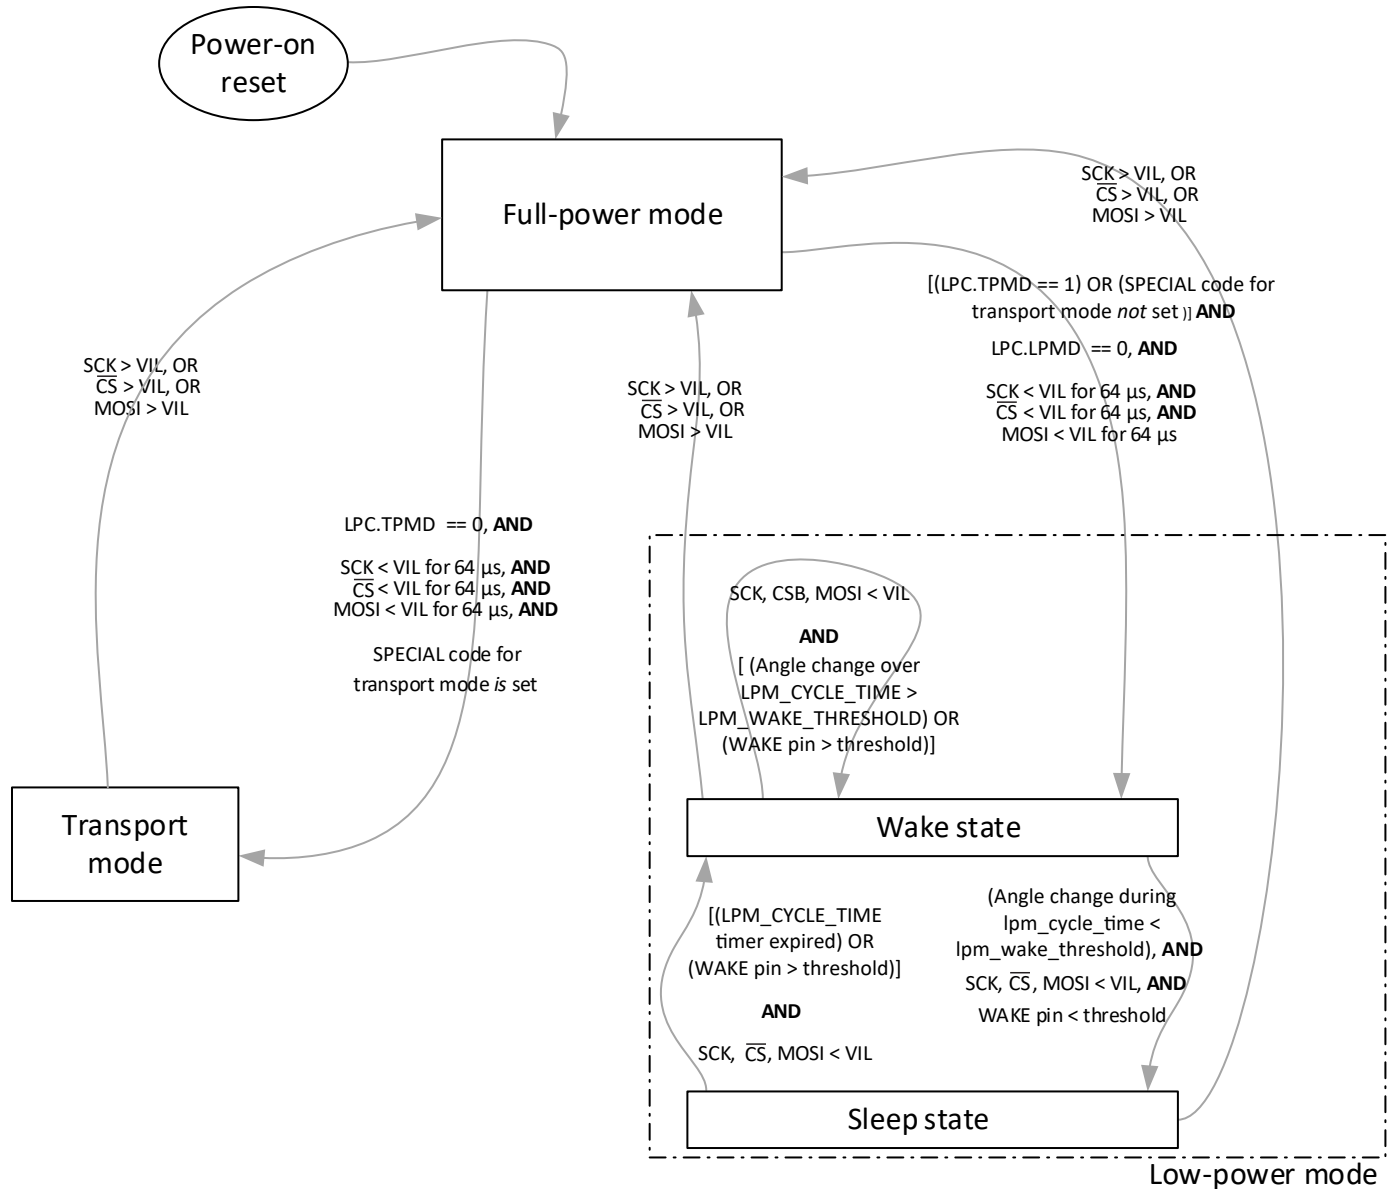 Power-on
reset
Full-power mode
SCK > VIL, OR
C̅S̅ > VIL, OR
MOSI > VIL
[(LPC.TPMD == 1) OR (SPECIAL code for
transport mode not set )] AND
LPC.LPMD == 0, AND
SCK < VIL for 64 µs, AND
C̅S̅ < VIL for 64 µs, AND
MOSI < VIL for 64 µs
SCK > VIL, OR
C̅S̅ > VIL, OR
MOSI > VIL
SCK > VIL, OR
C̅S̅ > VIL, OR
MOSI > VIL
LPC.TPMD == 0, AND
SCK < VIL for 64 µs, AND
C̅S̅ < VIL for 64 µs, AND
MOSI < VIL for 64 µs, AND
SPECIAL code for
transport mode is set
SCK, CSB, MOSI < VIL
AND
[ (Angle change over
LPM_CYCLE_TIME >
LPM_WAKE_THRESHOLD) OR
(WAKE pin > threshold)]
Transport
mode
Wake state
[(LPM_CYCLE_TIME
timer expired) OR
(WAKE pin > threshold)]
AND
SCK, C̅S̅, MOSI < VIL
(Angle change during
lpm_cycle_time <
lpm_wake_threshold), AND
SCK, C̅S̅, MOSI < VIL, AND
WAKE pin < threshold
Sleep state
Low-power mode